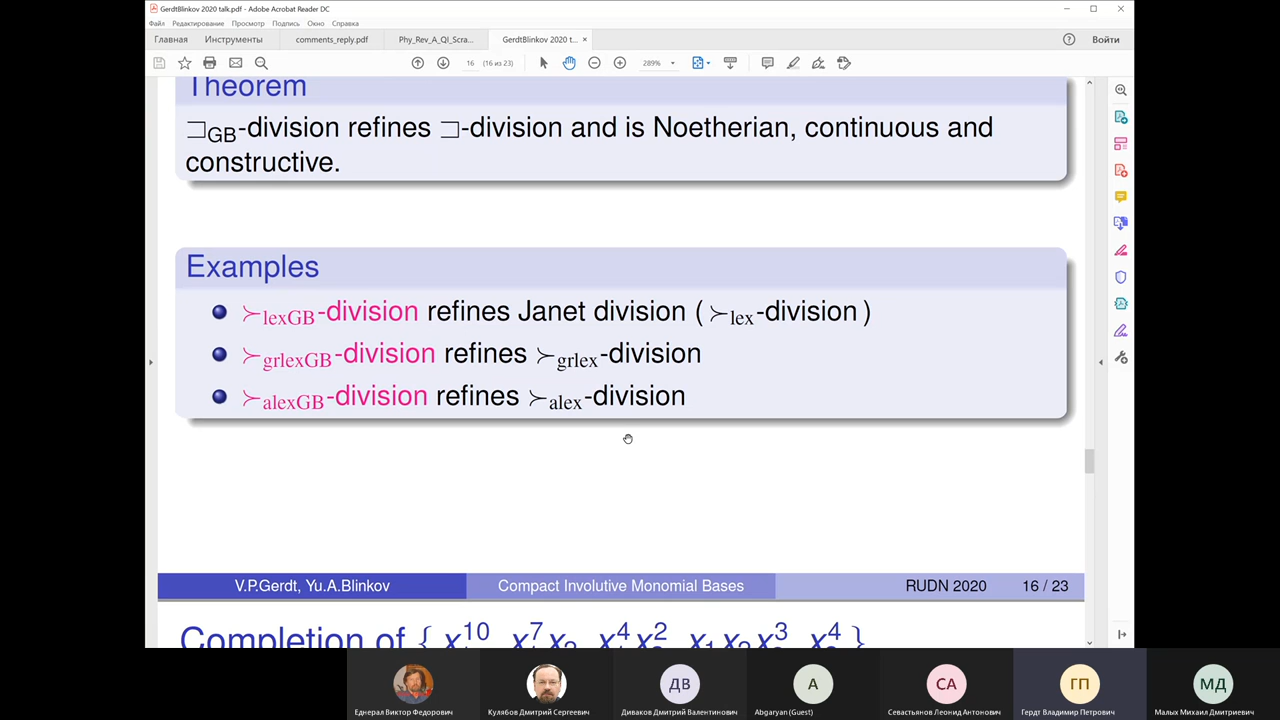 GerdtBlinkov 2020 talk.pdf - Adobe Acrobat Reader DC
Файл Редактирование Просмотр Подпись Окно Справка
Главная Инструменты comments_reply.pdf Phy_Rev_A_QI_Scra... GerdtBlinkov 2020 t... × Войти
16 (16 из 23) 289%
Theorem
⊐GB-division refines ⊐-division and is Noetherian, continuous and
constructive.
Examples
≻lexGB-division refines Janet division ( ≻lex-division )
≻grlexGB-division refines ≻grlex-division
≻alexGB-division refines ≻alex-division
V.P.Gerdt, Yu.A.Blinkov Compact Involutive Monomial Bases RUDN 2020 16 / 23
Completion of {
ДВ А СА ГП МД
Еднерал Виктор Федорович Кулябов Дмитрий Сергеевич Диваков Дмитрий Валентинович Abgaryan (Guest) Севастьянов Леонид Антонович Гердт Владимир Петрович Малых Михаил Дмитриевич